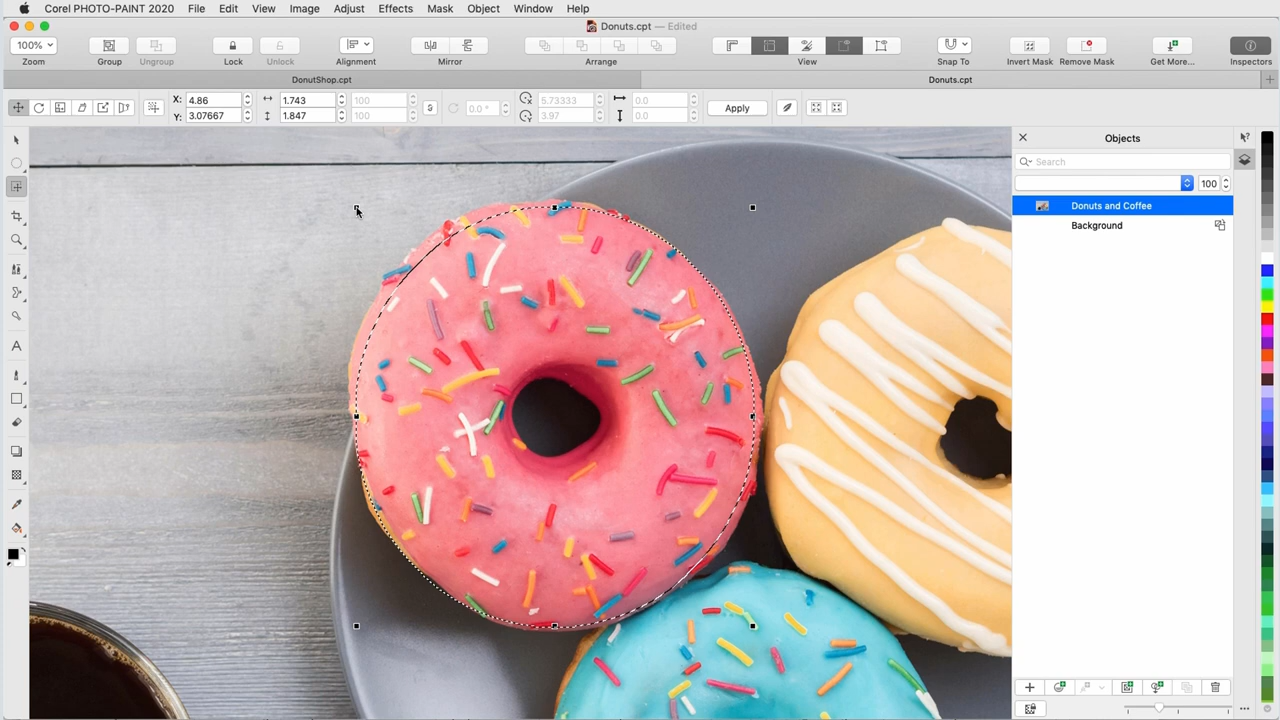 Corel PHOTO-PAINT 2020 File Edit View Image Adjust Effects Mask Object Window Help
Donuts.cpt — Edited
100%
Zoom Group Ungroup Lock Unlock Alignment Mirror Arrange View Snap To Invert Mask Remove Mask Get More... Inspectors
DonutShop.cpt Donuts.cpt
X: 4.86 1.743 100 5.73333 0.0
0.0 ° Apply
Y: 3.07667 1.847 100 3.97 0.0
Objects
Search
100
Donuts and Coffee
Background